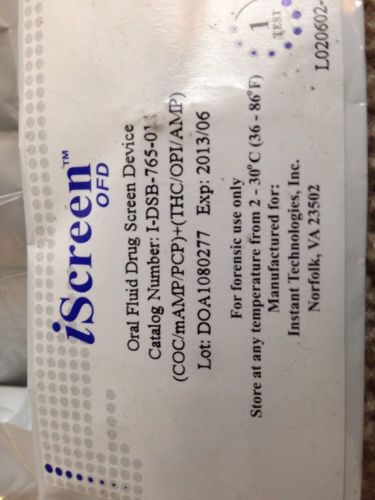 iScreen™
OFD
Oral Fluid Drug Screen Device
Catalog Number: I-DSB-765-013
(COC/mAMP/PCP)+(THC/OPI/AMP)
Lot: DOA1080277 Exp: 2013/06
For forensic use only
Store at any temperature from 2 - 30°C (36 - 86°F)
Manufactured for:
Instant Technologies, Inc.
Norfolk, VA 23502
1
TEST
L020602-